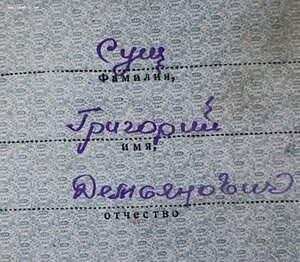 Сущ
фамилия,
Григорий
имя,
Демьянович
отчество